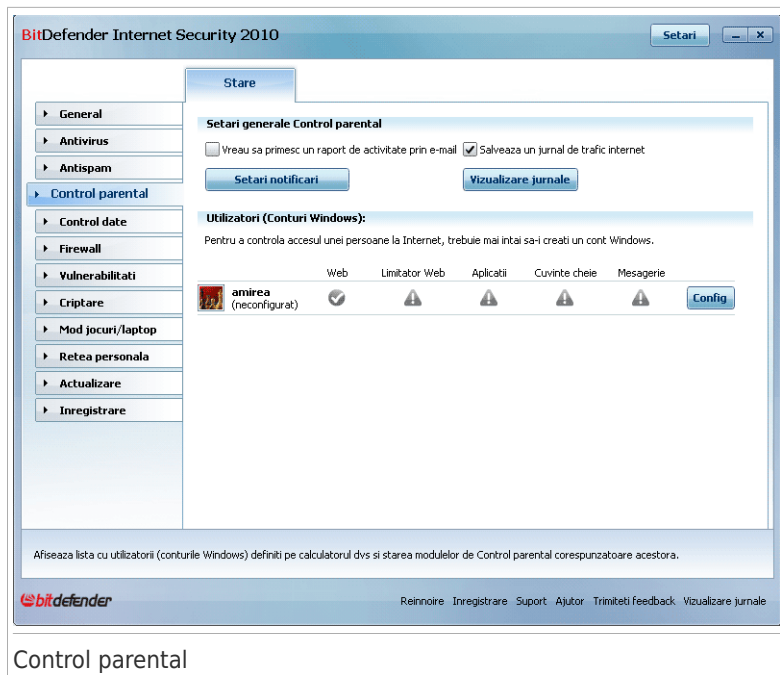 BitDefender Internet Security 2010
Setari
Stare
General
Antivirus
Antispam
Control parental
Control date
Firewall
Vulnerabilitati
Criptare
Mod jocuri/laptop
Retea personala
Actualizare
Inregistrare
Setari generale Control parental
Vreau sa primesc un raport de activitate prin e-mail
Salveaza un jurnal de trafic internet
Setari notificari
Vizualizare jurnale
Utilizatori (Conturi Windows):
Pentru a controla accesul unei persoane la Internet, trebuie mai intai sa-i creati un cont Windows.
Web Limitator Web Aplicatii Cuvinte cheie Mesagerie
amirea
(neconfigurat)
Config
Afiseaza lista cu utilizatorii (conturile Windows) definiti pe calculatorul dvs si starea modulelor de Control parental corespunzatoare acestora.
bitdefender
Reinnoire Inregistrare Suport Ajutor Trimiteti feedback Vizualizare jurnale
Control parental